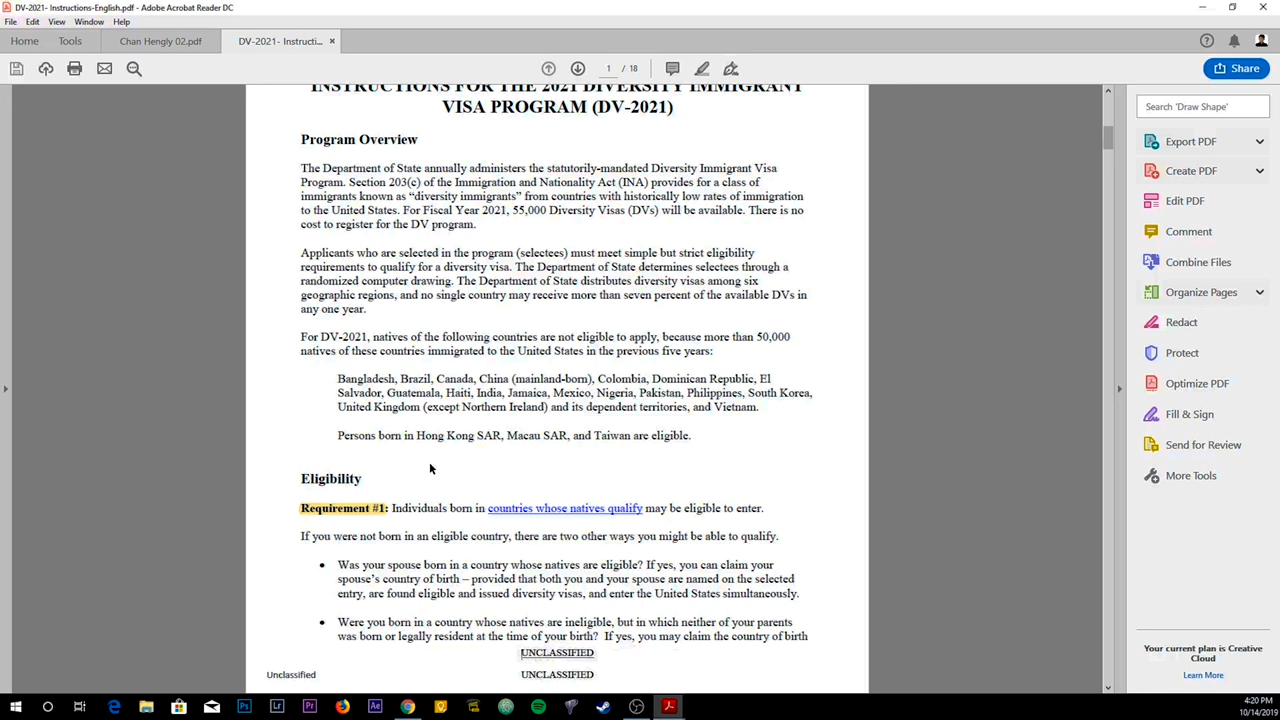 DV-2021- Instructions-English.pdf - Adobe Acrobat Reader DC
File Edit View Window Help
Home Tools Chan Hengly 02.pdf DV-2021- Instructi... ×
1 / 18
Share
INSTRUCTIONS FOR THE 2021 DIVERSITY IMMIGRANT
VISA PROGRAM (DV-2021)
Program Overview
The Department of State annually administers the statutorily-mandated Diversity Immigrant Visa
Program. Section 203(c) of the Immigration and Nationality Act (INA) provides for a class of
immigrants known as “diversity immigrants” from countries with historically low rates of immigration
to the United States. For Fiscal Year 2021, 55,000 Diversity Visas (DVs) will be available. There is no
cost to register for the DV program.
Applicants who are selected in the program (selectees) must meet simple but strict eligibility
requirements to qualify for a diversity visa. The Department of State determines selectees through a
randomized computer drawing. The Department of State distributes diversity visas among six
geographic regions, and no single country may receive more than seven percent of the available DVs in
any one year.
For DV-2021, natives of the following countries are not eligible to apply, because more than 50,000
natives of these countries immigrated to the United States in the previous five years:
Bangladesh, Brazil, Canada, China (mainland-born), Colombia, Dominican Republic, El
Salvador, Guatemala, Haiti, India, Jamaica, Mexico, Nigeria, Pakistan, Philippines, South Korea,
United Kingdom (except Northern Ireland) and its dependent territories, and Vietnam.
Persons born in Hong Kong SAR, Macau SAR, and Taiwan are eligible.
Eligibility
Requirement #1: Individuals born in countries whose natives qualify may be eligible to enter.
If you were not born in an eligible country, there are two other ways you might be able to qualify.
• Was your spouse born in a country whose natives are eligible? If yes, you can claim your
spouse’s country of birth – provided that both you and your spouse are named on the selected
entry, are found eligible and issued diversity visas, and enter the United States simultaneously.
• Were you born in a country whose natives are ineligible, but in which neither of your parents
was born or legally resident at the time of your birth? If yes, you may claim the country of birth
UNCLASSIFIED
Unclassified UNCLASSIFIED
Search 'Draw Shape'
Export PDF
Create PDF
Edit PDF
Comment
Combine Files
Organize Pages
Redact
Protect
Optimize PDF
Fill & Sign
Send for Review
More Tools
Your current plan is Creative
Cloud
Learn More
4:20 PM
10/14/2019